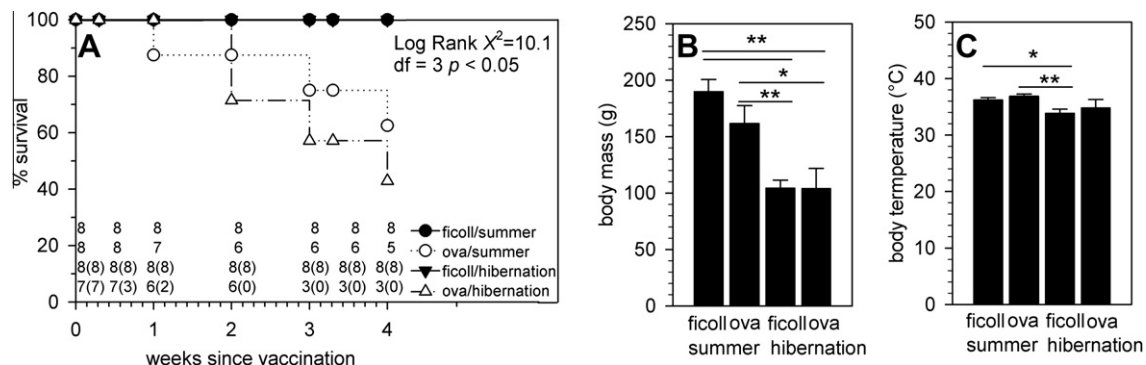 A
Log Rank X²=10.1
df = 3 p < 0.05
% survival
100
80
60
40
20
0
8 8 8 8 8 8 8
8 8 7 6 6 6 5
8(8) 8(8) 8(8) 8(8) 8(8) 8(8) 8(8)
7(7) 7(3) 6(2) 6(0) 3(0) 3(0) 3(0)
ficoll/summer
ova/summer
ficoll/hibernation
ova/hibernation
0 1 2 3 4
weeks since vaccination
B
**
*
**
body mass (g)
250
200
150
100
50
0
ficoll ova ficoll ova
summer hibernation
C
*
**
body termperature (°C)
50
40
30
20
10
0
ficoll ova ficoll ova
summer hibernation